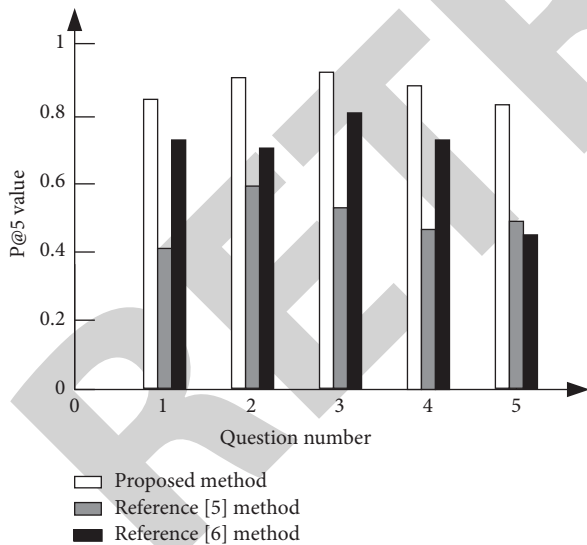 1
0.8
0.6
0.4
0.2
0
P@5 value
0 1 2 3 4 5
Question number
Proposed method
Reference [5] method
Reference [6] method
RETR